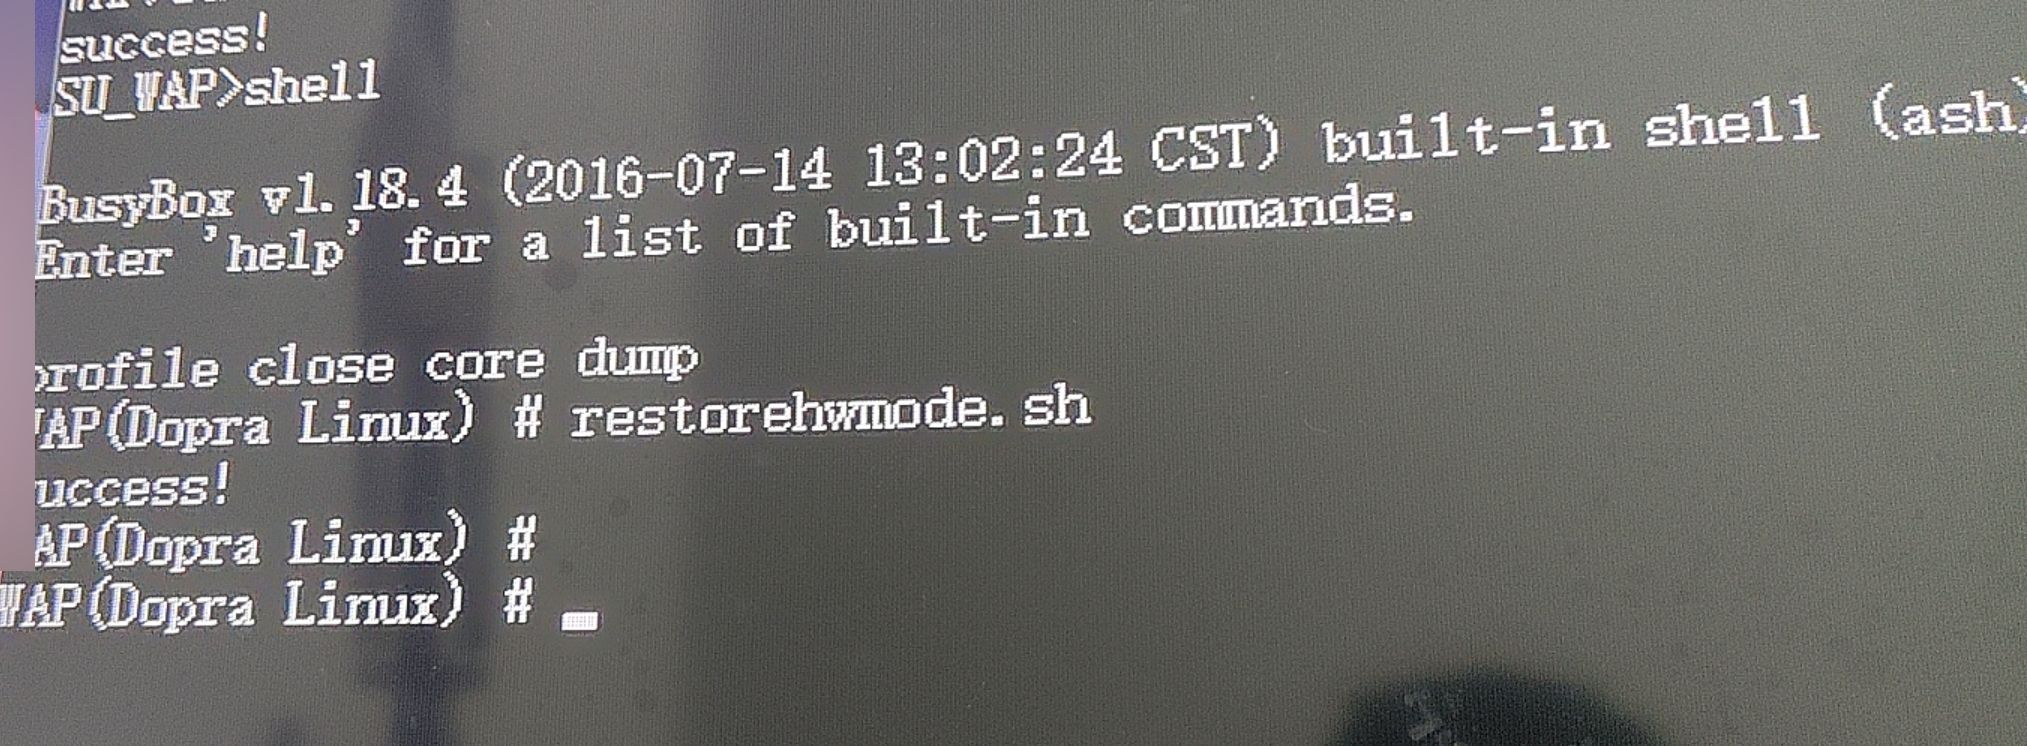 success!
SU_WAP>shell
BusyBox v1.18.4 (2016-07-14 13:02:24 CST) built-in shell (ash)
Enter 'help' for a list of built-in commands.
profile close core dump
WAP(Dopra Linux) # restorehwmode.sh
success!
WAP(Dopra Linux) #
WAP(Dopra Linux) #